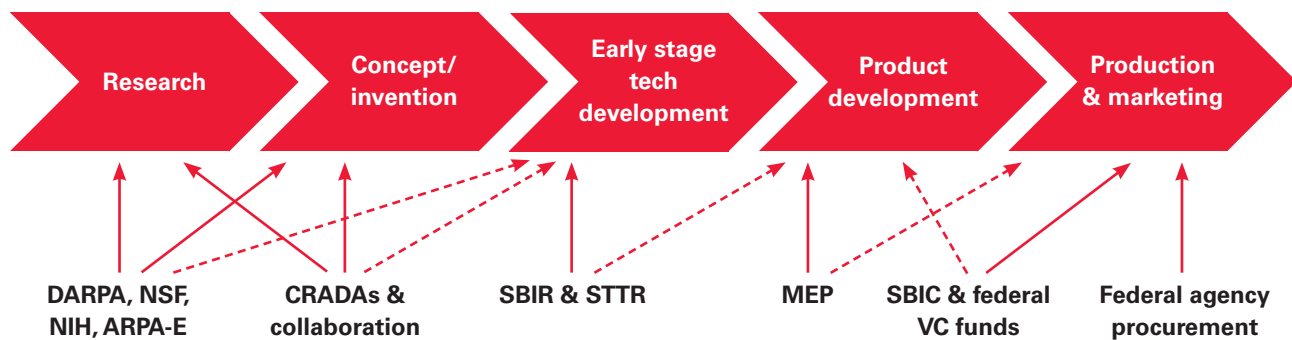 Research
Concept/
invention
Early stage
tech
development
Product
development
Production
& marketing
DARPA, NSF,
NIH, ARPA-E
CRADAs &
collaboration
SBIR & STTR
MEP
SBIC & federal
VC funds
Federal agency
procurement